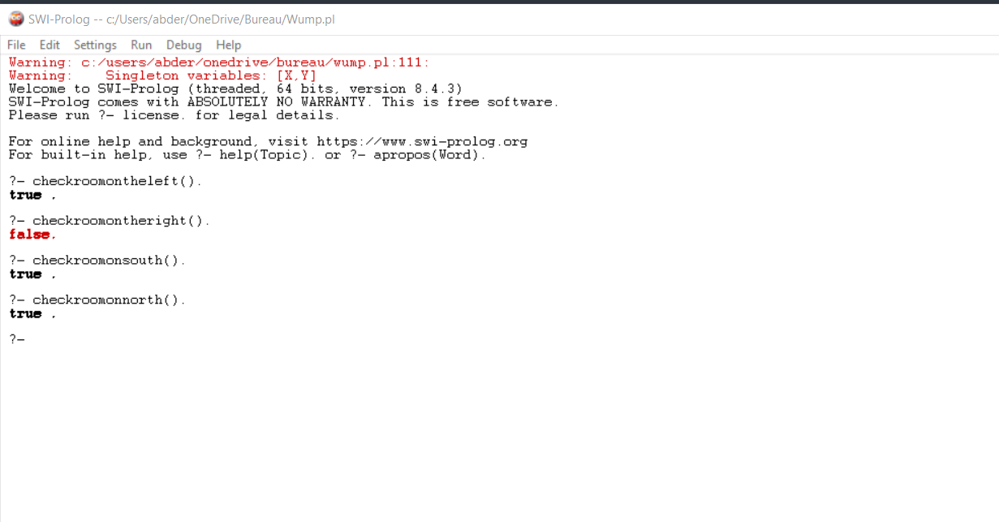 SWI-Prolog -- c:/Users/abder/OneDrive/Bureau/Wump.pl
File Edit Settings Run Debug Help
Warning: c:/users/abder/onedrive/bureau/wump.pl:111:
Warning:    Singleton variables: [X,Y]
Welcome to SWI-Prolog (threaded, 64 bits, version 8.4.3)
SWI-Prolog comes with ABSOLUTELY NO WARRANTY. This is free software.
Please run ?- license. for legal details.
For online help and background, visit https://www.swi-prolog.org
For built-in help, use ?- help(Topic). or ?- apropos(Word).
?- checkroomontheleft().
true .
?- checkroomontheright().
false.
?- checkroomonsouth().
true .
?- checkroomonnorth().
true .
?-